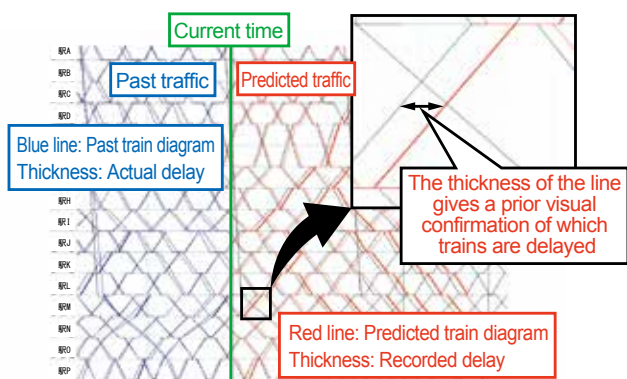 Current time
Past traffic
Predicted traffic
Blue line: Past train diagram
Thickness: Actual delay
The thickness of the line
gives a prior visual
confirmation of which
trains are delayed
Red line: Predicted train diagram
Thickness: Recorded delay
駅A
駅B
駅C
駅D
駅H
駅I
駅J
駅K
駅L
駅M
駅N
駅O
駅P